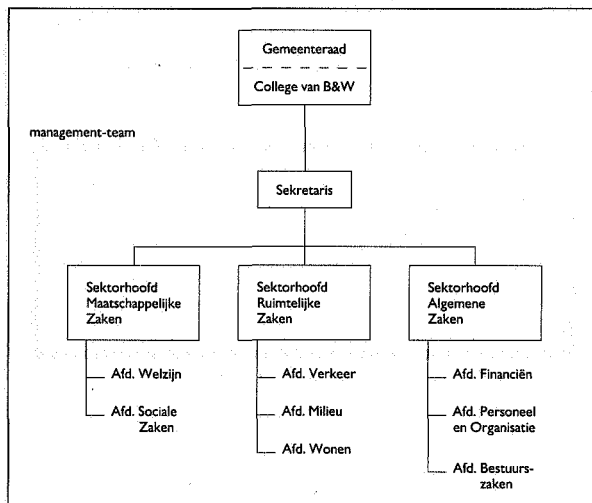 Gemeenteraad
College van B&W
management-team
Sekretaris
Sektorhoofd
Maatschappelijke
Zaken
Sektorhoofd
Ruimtelijke
Zaken
Sektorhoofd
Algemene
Zaken
Afd. Welzijn
Afd. Sociale
Zaken
Afd. Verkeer
Afd. Milieu
Afd. Wonen
Afd. Financiën
Afd. Personeel
en Organisatie
Afd. Bestuurs-
zaken